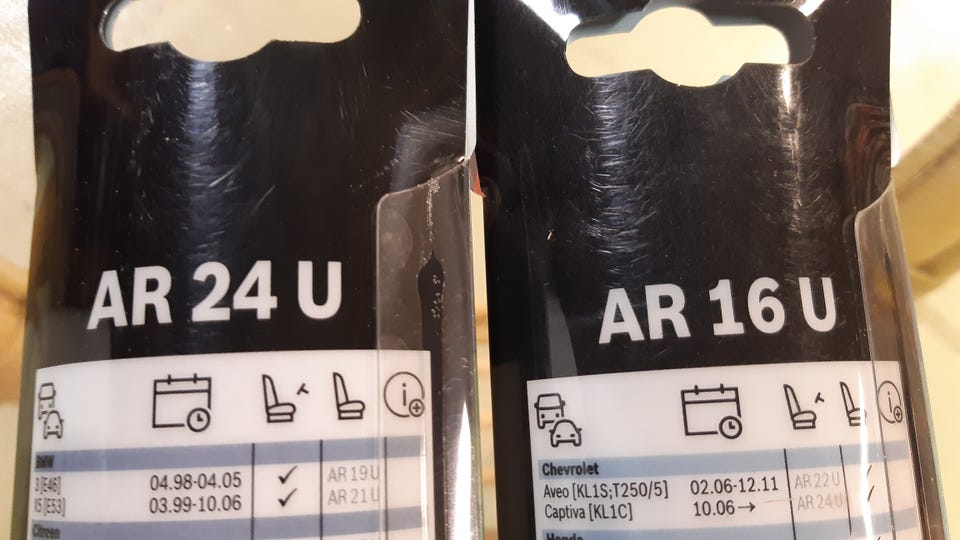 AR 24 U
BMW
3 [E46] 04.98-04.05 ✓ AR 19 U
X5 [E53] 03.99-10.06 ✓ AR 21 U
Citroen
AR 16 U
Chevrolet
Aveo [KL1S;T250/5] 02.06-12.11 AR 22 U ✓
Captiva [KL1C] 10.06→ AR 24 U ✓
Honda